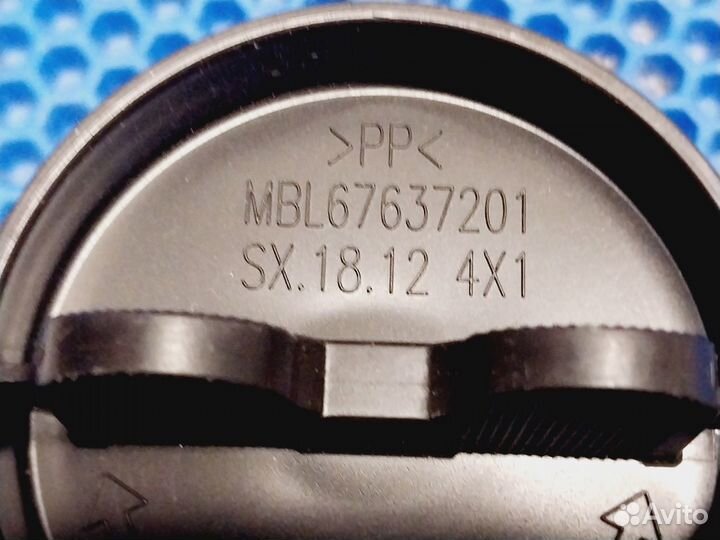 >PP<
MBL67637201
SX.18.12 4X1
Avito